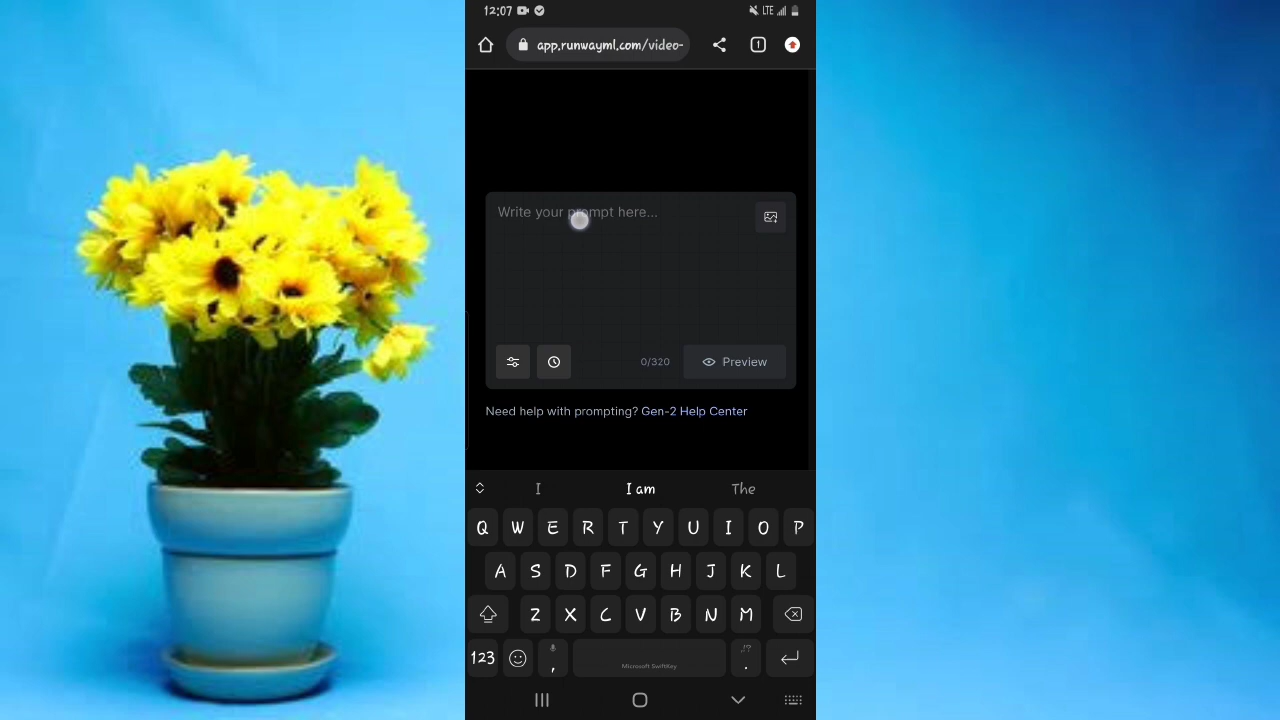 12:07
LTE
app.runwayml.com/video-
1
Write your prompt here...
0/320
Preview
Need help with prompting? Gen-2 Help Center
I
I am
The
Q W E R T Y U I O P
A S D F G H J K L
Z X C V B N M
123
,
Microsoft SwiftKey
,!?
.